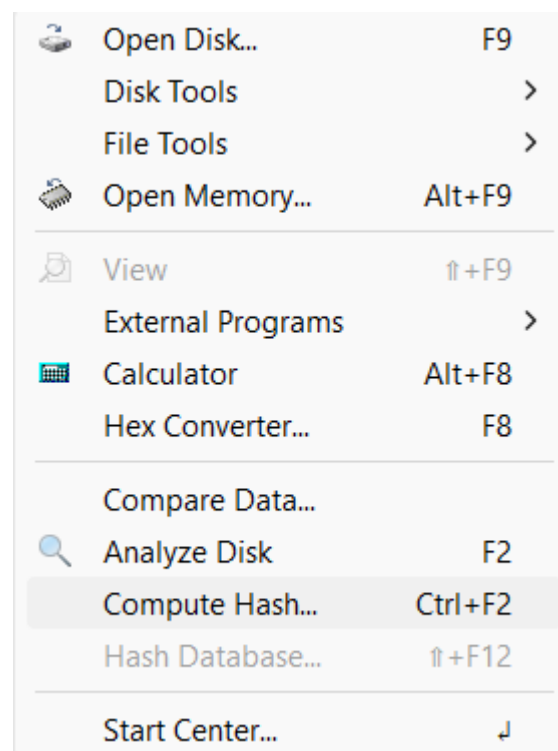 Open Disk... F9
Disk Tools >
File Tools >
Open Memory... Alt+F9
View ⇑+F9
External Programs >
Calculator Alt+F8
Hex Converter... F8
Compare Data...
Analyze Disk F2
Compute Hash... Ctrl+F2
Hash Database... ⇑+F12
Start Center... ↲